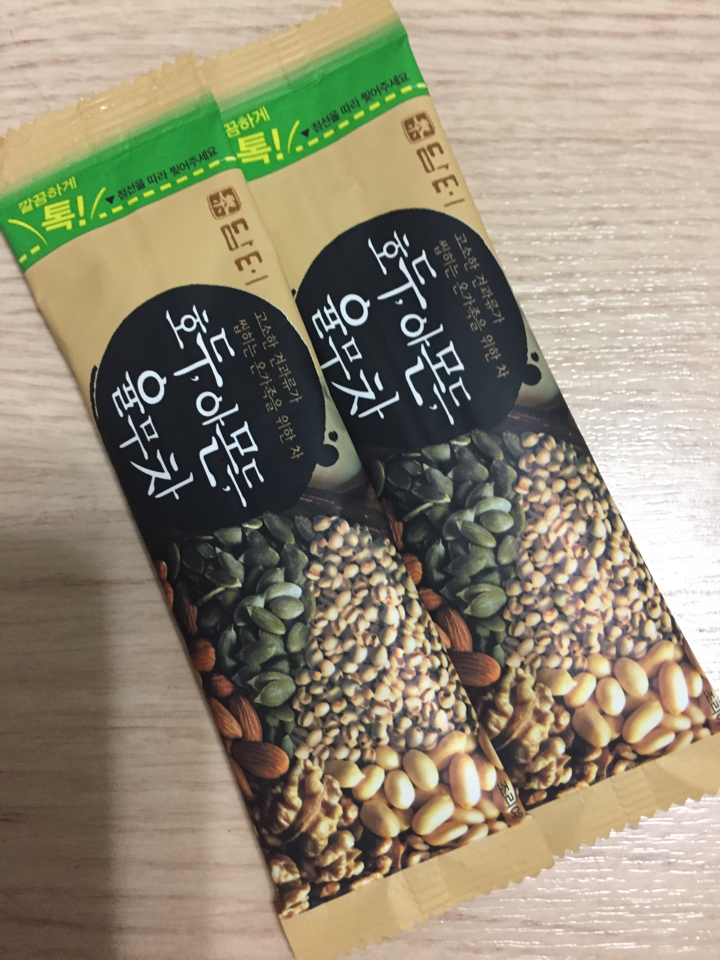 깔끔하게
톡!
▲ 점선을 따라 찢어주세요
담터
호두, 아몬드,
율무차
고소한 견과류가
씹히는 온가족을 위한 차
끔하게
톡!
▲ 점선을 따라 찢어주세요
담터
호두, 아몬드,
율무차
고소한 견과류가
씹히는 온가족을 위한 차